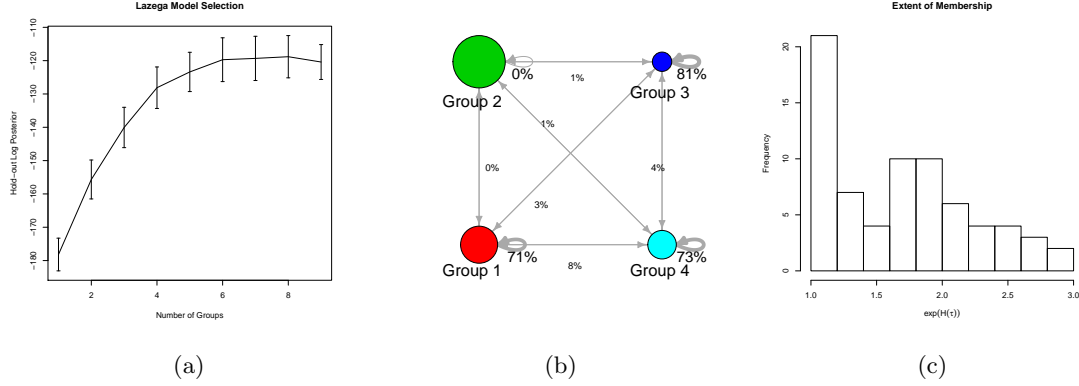 Lazega Model Selection
−110
−120
−130
−140
−150
−160
−170
−180
Hold−out Log Posterior
2
4
6
8
Number of Groups
(a)
Group 2
0%
1%
Group 3
81%
1%
0%
4%
3%
Group 1
71%
8%
Group 4
73%
(b)
Extent of Membership
20
15
10
5
0
Frequency
1.0
1.5
2.0
2.5
3.0
exp(H(τ))
(c)